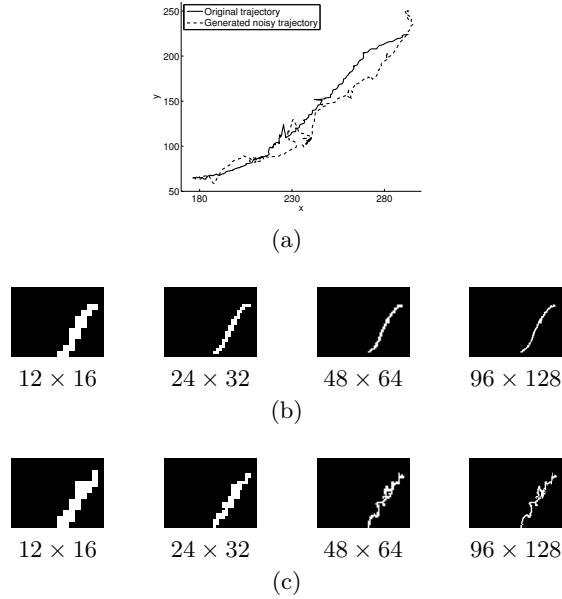 Original trajectory
Generated noisy trajectory
250
200
150
100
50
y
180 230 280
x
(a)
12 × 16 24 × 32 48 × 64 96 × 128
(b)
12 × 16 24 × 32 48 × 64 96 × 128
(c)